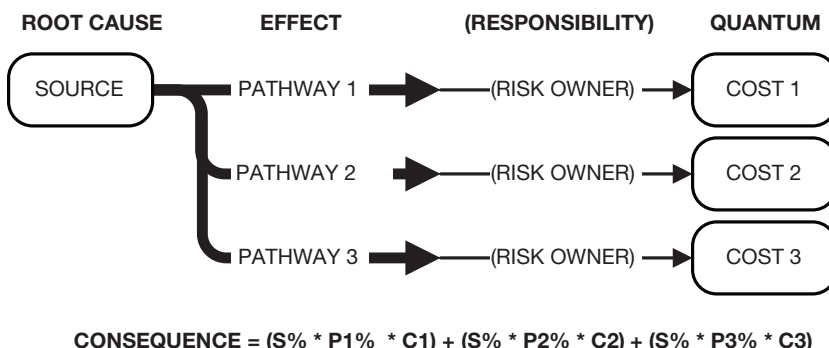 ROOT CAUSE EFFECT (RESPONSIBILITY) QUANTUM
SOURCE PATHWAY 1 (RISK OWNER) COST 1
PATHWAY 2 (RISK OWNER) COST 2
PATHWAY 3 (RISK OWNER) COST 3
CONSEQUENCE = (S% * P1% * C1) + (S% * P2% * C2) + (S% * P3% * C3)